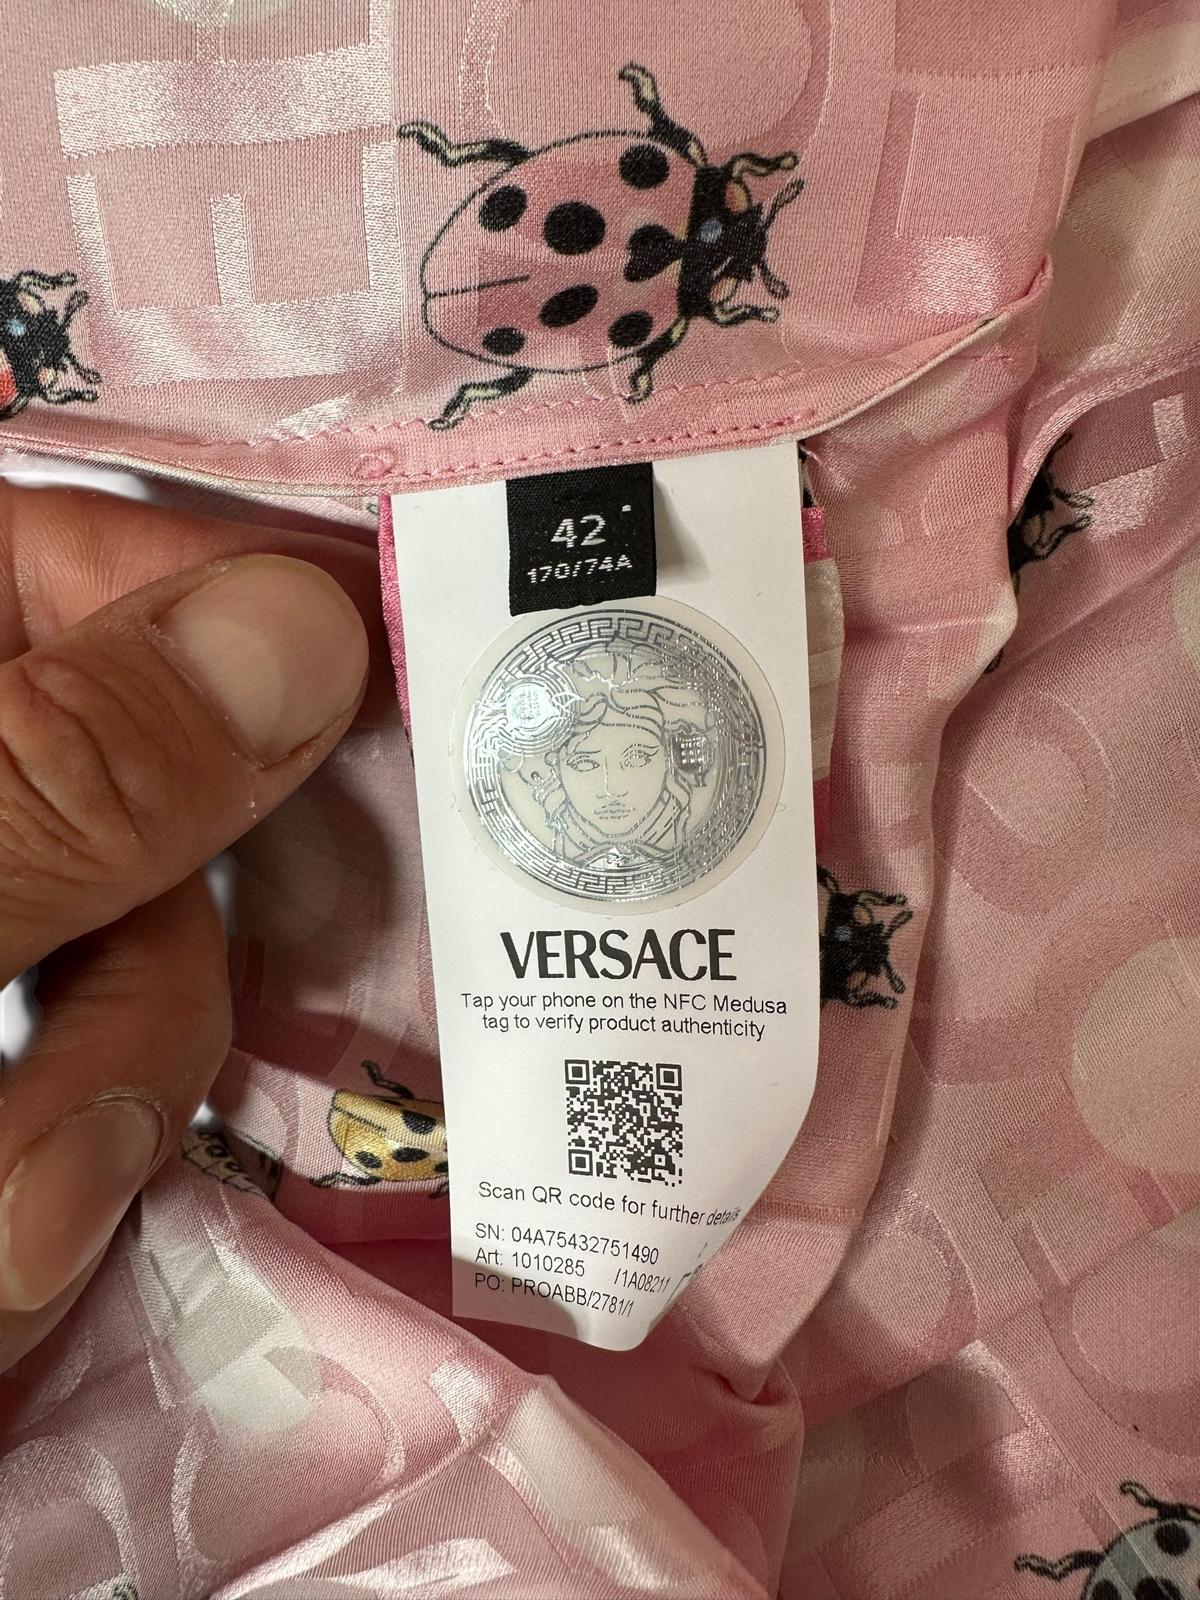 42
170/74A
VERSACE
Tap your phone on the NFC Medusa
tag to verify product authenticity
Scan QR code for further details
SN: 04A75432751490
Art: 1010285 /1A08211
PO: PROABB/2781/1